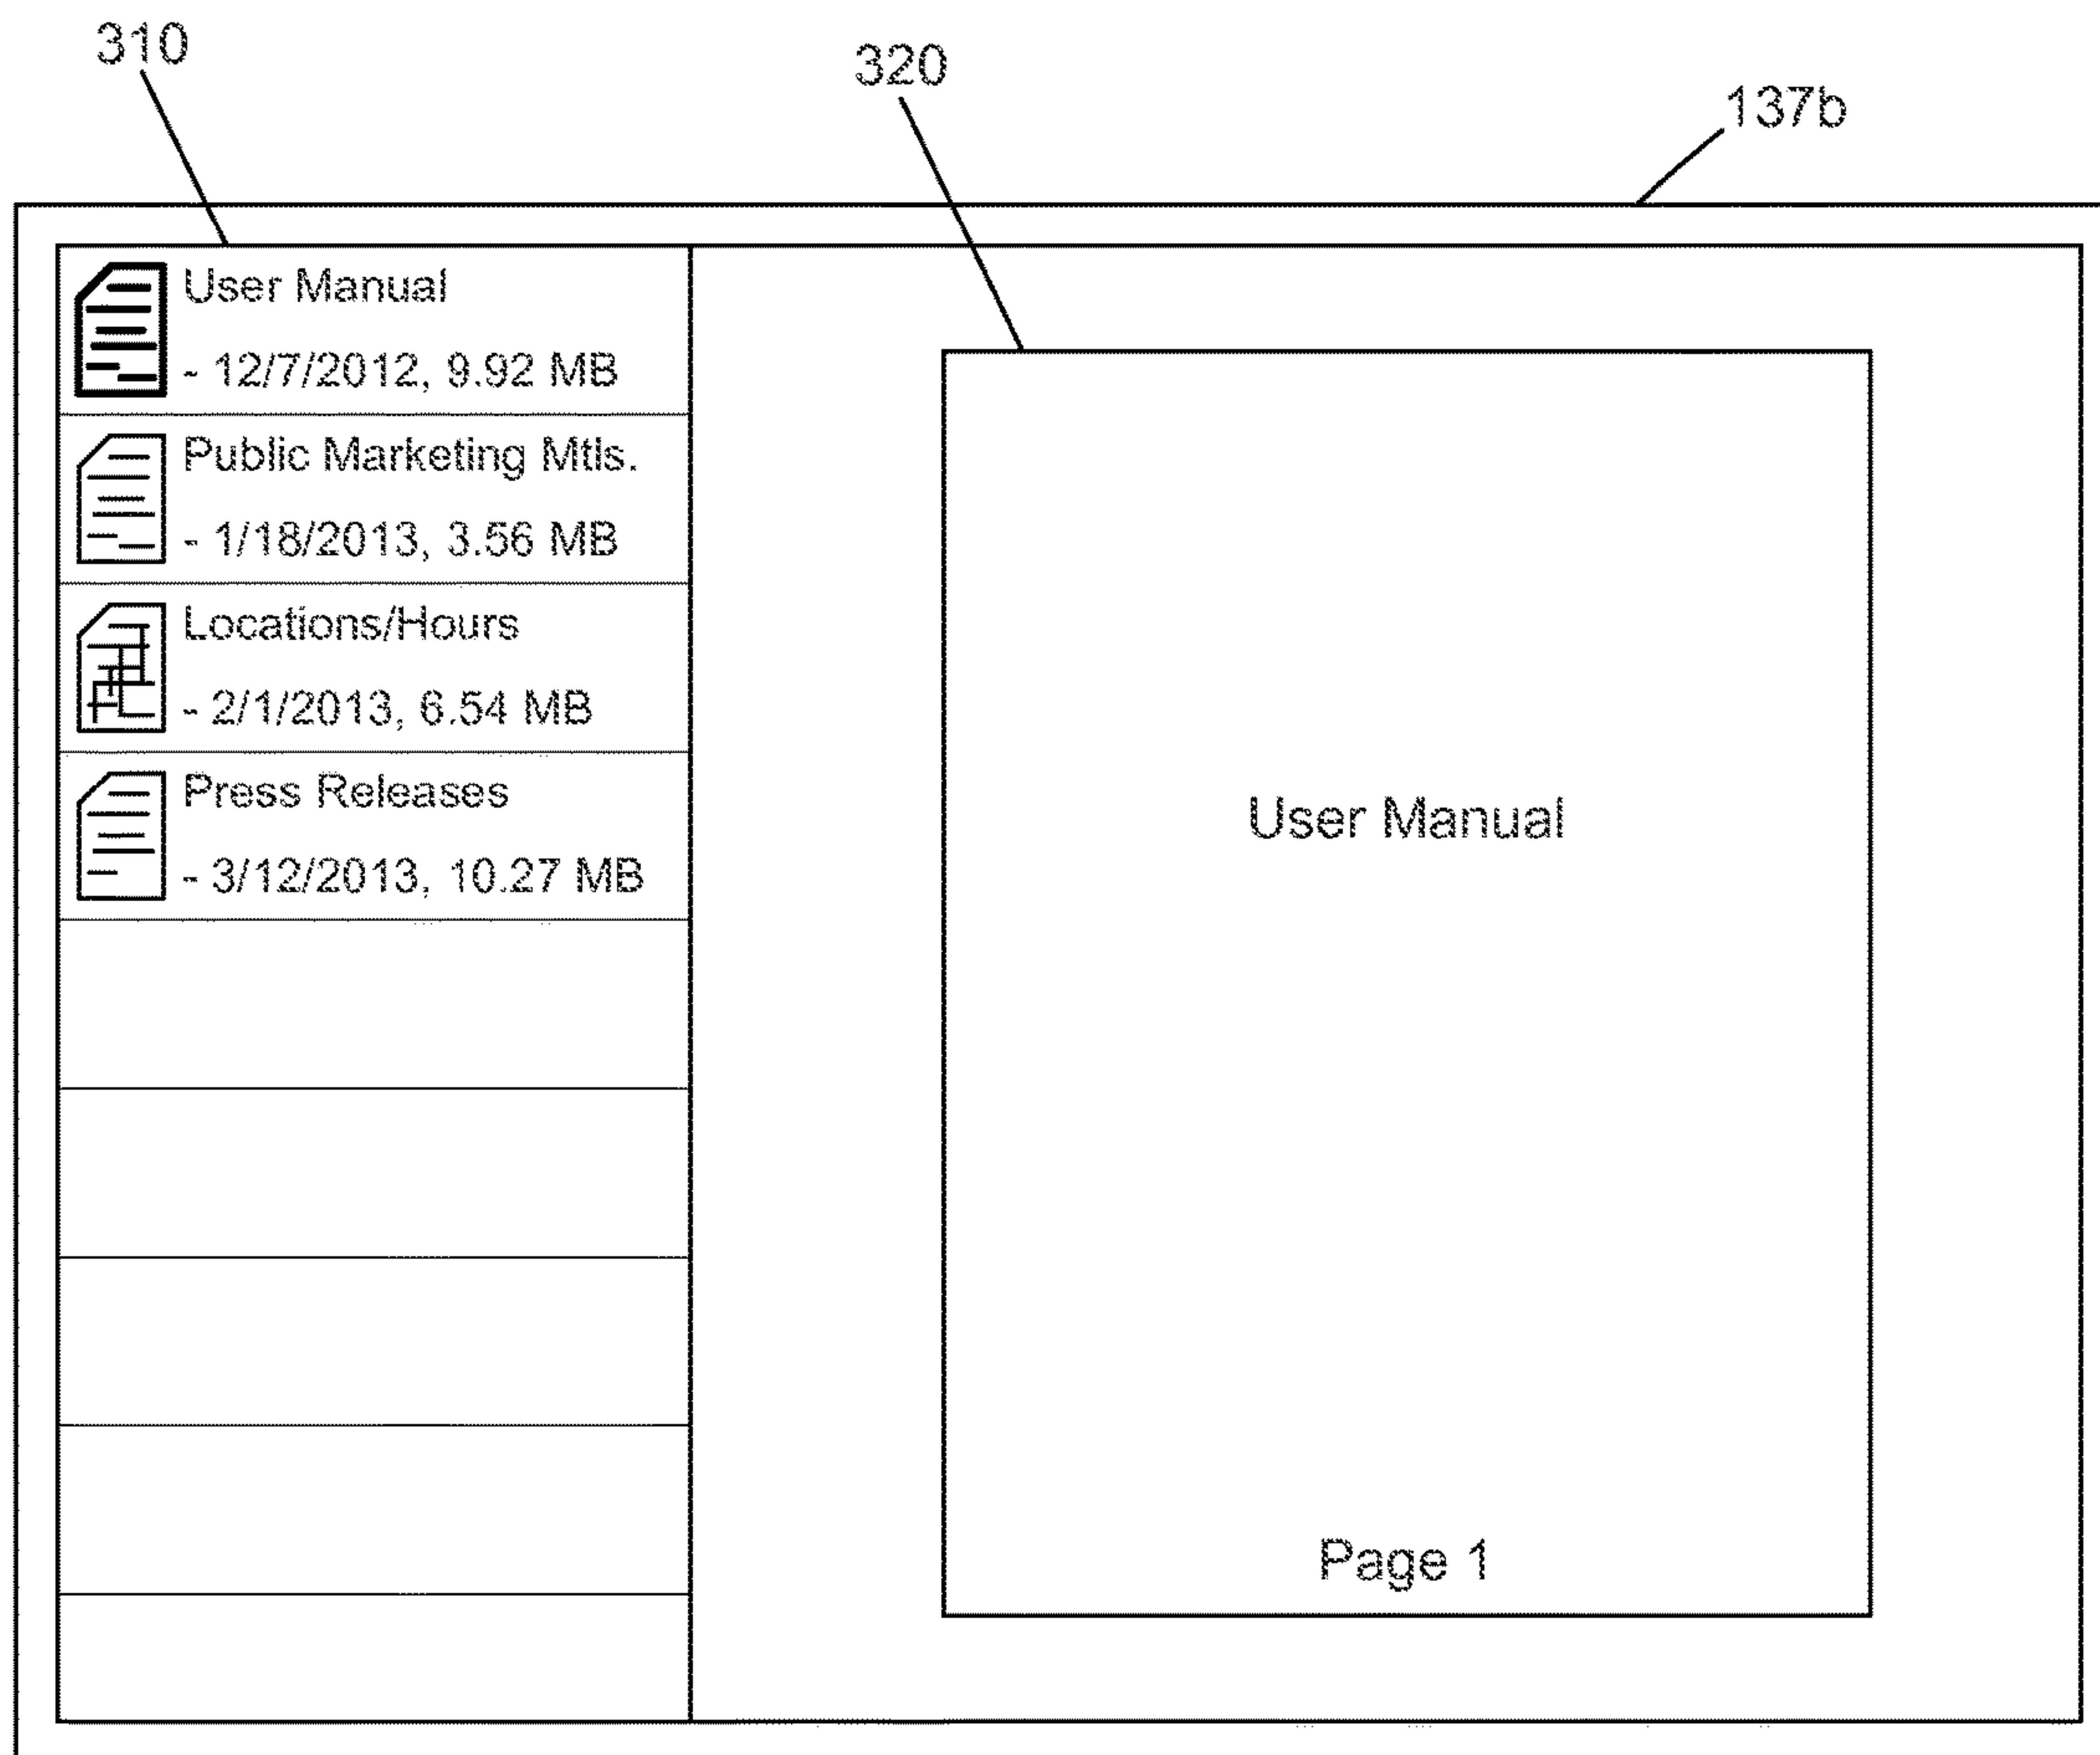 310
320
137b
User Manual
- 12/7/2012, 9.92 MB
Public Marketing Mtls.
- 1/18/2013, 3.56 MB
Locations/Hours
- 2/1/2013, 6.54 MB
Press Releases
- 3/12/2013, 10.27 MB
User Manual
Page 1